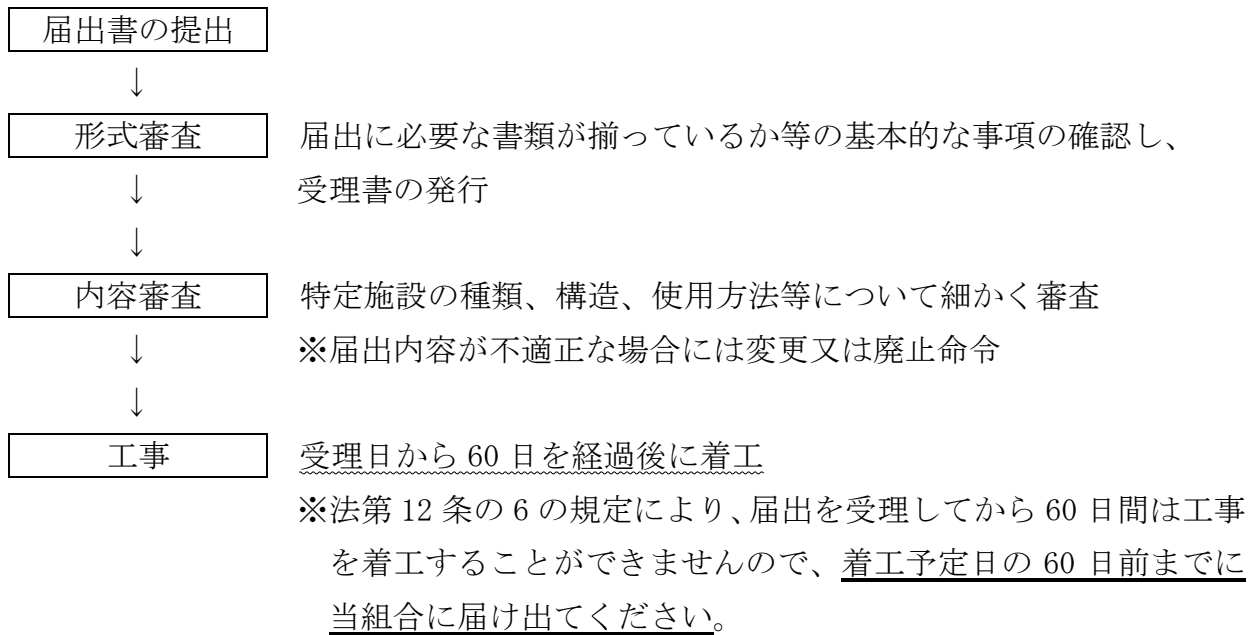 届出書の提出
↓
形式審査 届出に必要な書類が揃っているか等の基本的な事項の確認し、
↓ 受理書の発行
↓
内容審査 特定施設の種類、構造、使用方法等について細かく審査
↓ ※届出内容が不適正な場合には変更又は廃止命令
↓
工事 受理日から 60 日を経過後に着工
※法第 12 条の 6 の規定により、届出を受理してから 60 日間は工事
を着工することができませんので、着工予定日の 60 日前までに
当組合に届け出てください。